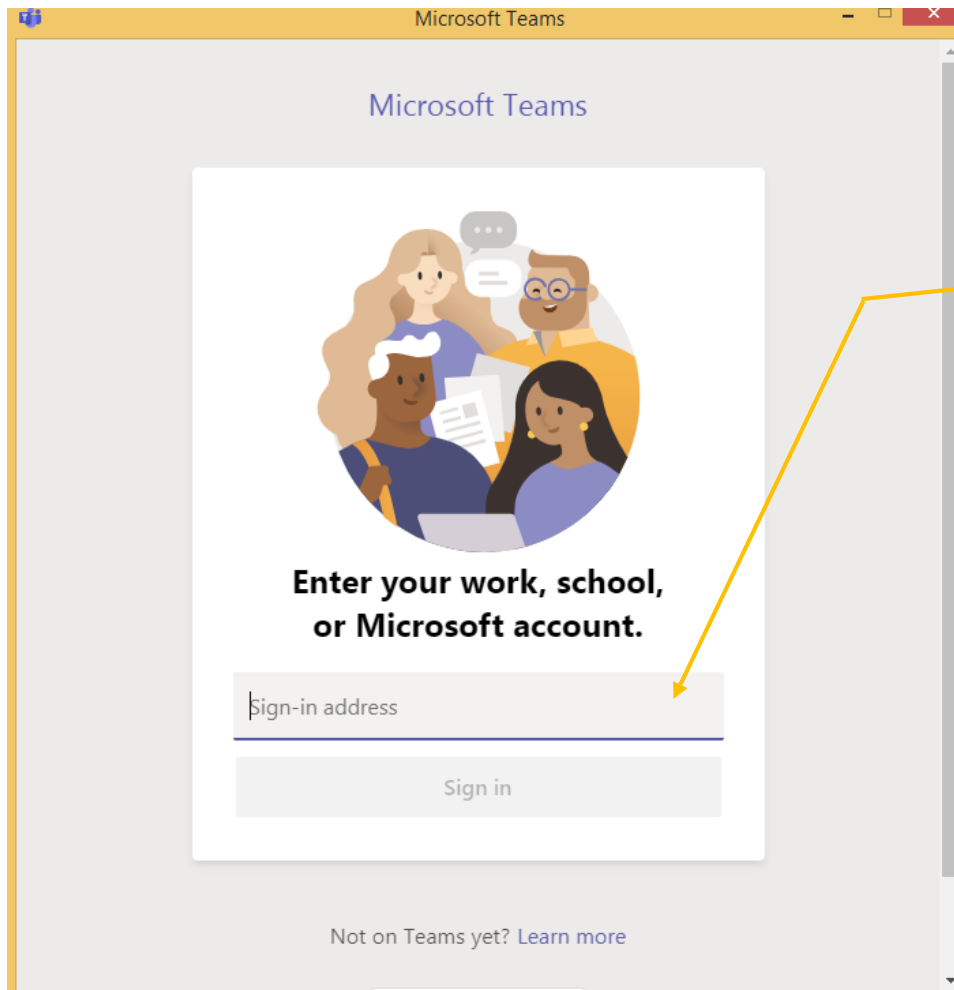 Microsoft Teams
Microsoft Teams
Enter your work, school,
or Microsoft account.
Sign-in address
Sign in
Not on Teams yet? Learn more